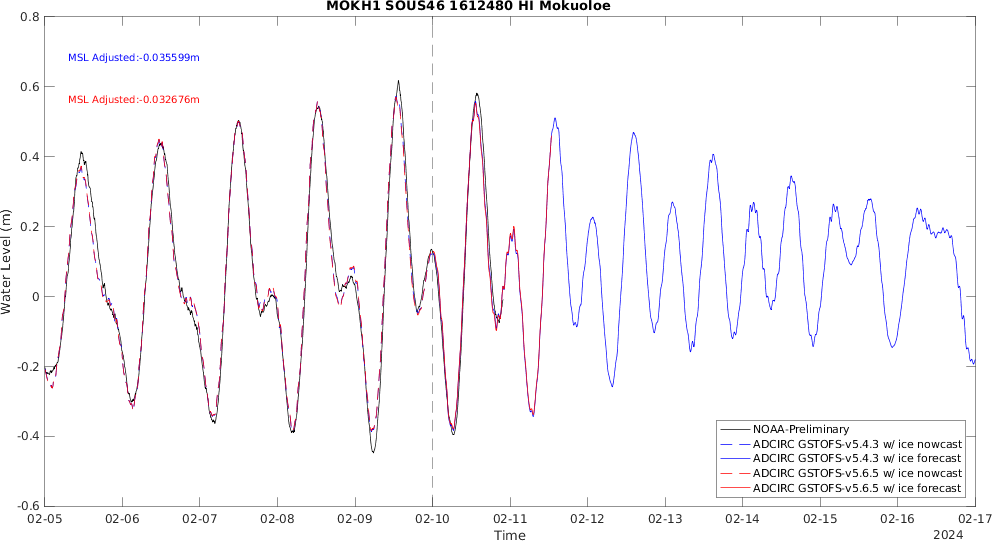 MOKH1 SOUS46 1612480 HI Mokuoloe
0.8
MSL Adjusted:-0.035599m
0.6
MSL Adjusted:-0.032676m
0.4
0.2
Water Level (m)
0
-0.2
-0.4
NOAA-Preliminary
ADCIRC GSTOFS-v5.4.3 w/ ice nowcast
ADCIRC GSTOFS-v5.4.3 w/ ice forecast
ADCIRC GSTOFS-v5.6.5 w/ ice nowcast
ADCIRC GSTOFS-v5.6.5 w/ ice forecast
-0.6
02-05 02-06 02-07 02-08 02-09 02-10 02-11 02-12 02-13 02-14 02-15 02-16 02-17
Time
2024